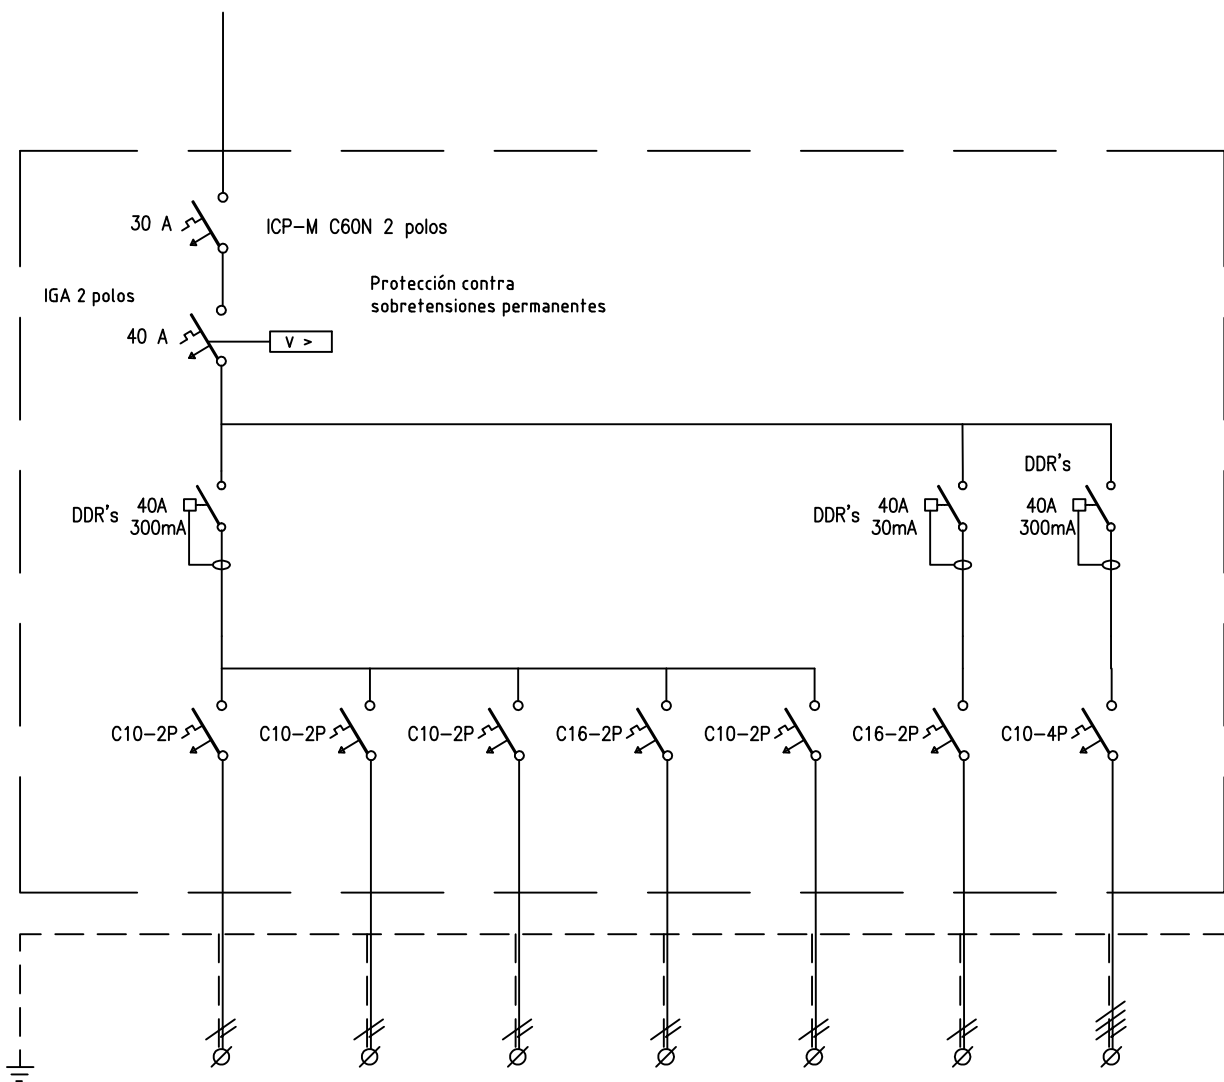 30 A
ICP-M C60N 2 polos
IGA 2 polos
Protección contra
sobretensiones permanentes
40 A
V >
DDR's
40A
300mA
DDR's
40A
30mA
DDR's
40A
300mA
C10-2P
C10-2P
C10-2P
C16-2P
C10-2P
C16-2P
C10-4P